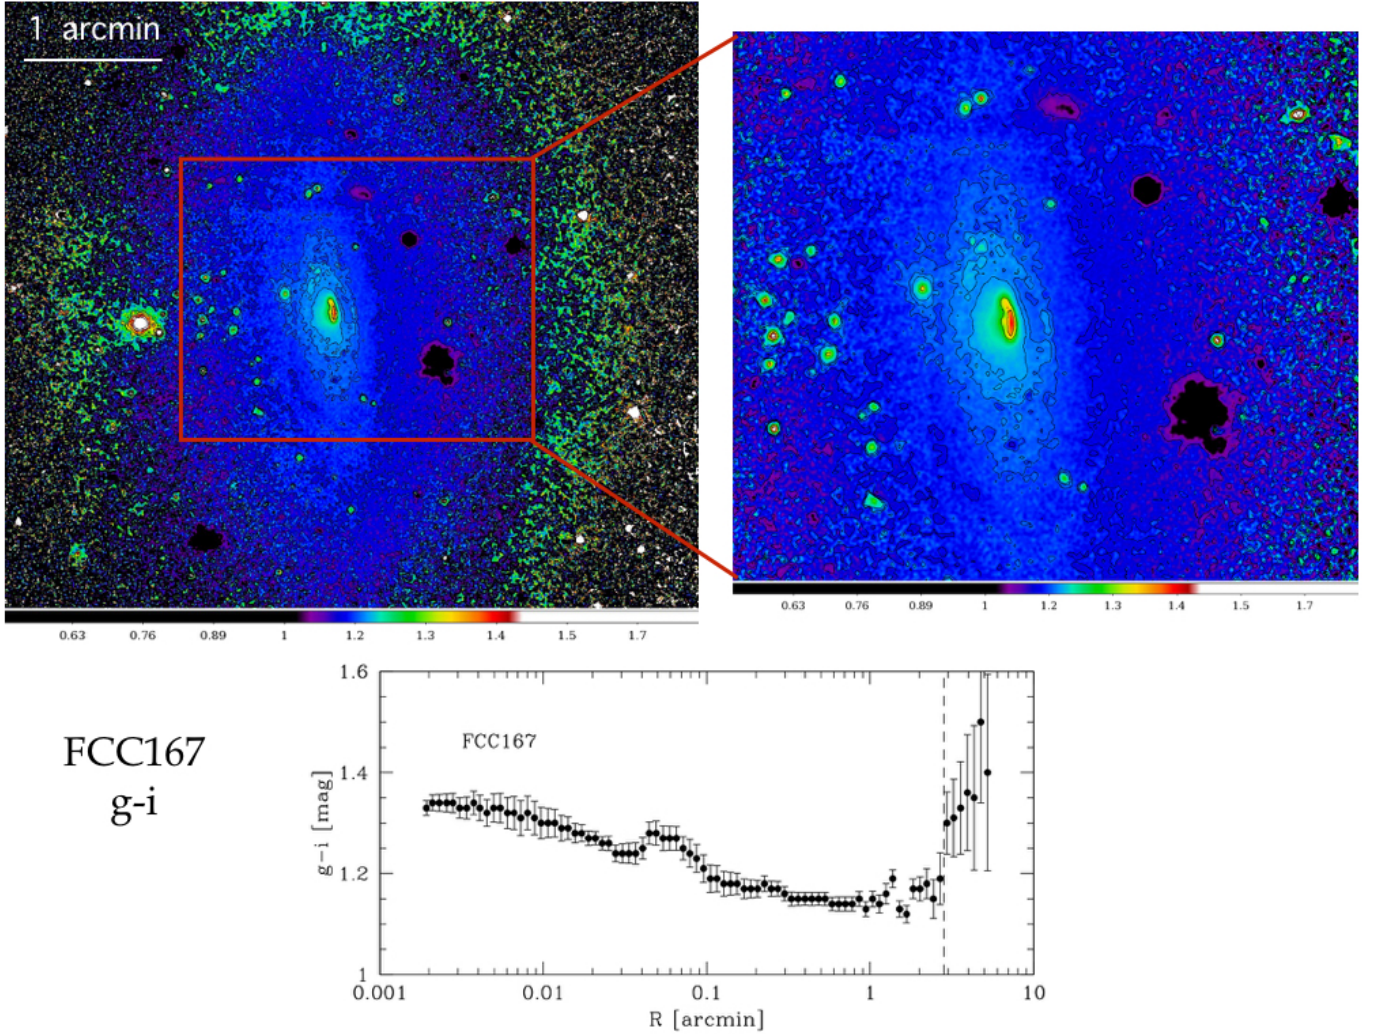 1 arcmin
0.63 0.76 0.89 1 1.2 1.3 1.4 1.5 1.7
0.63 0.76 0.89 1 1.2 1.3 1.4 1.5 1.7
FCC167
g-i
1.6
1.4
1.2
1
g-i [mag]
FCC167
0.001 0.01 0.1 1 10
R [arcmin]